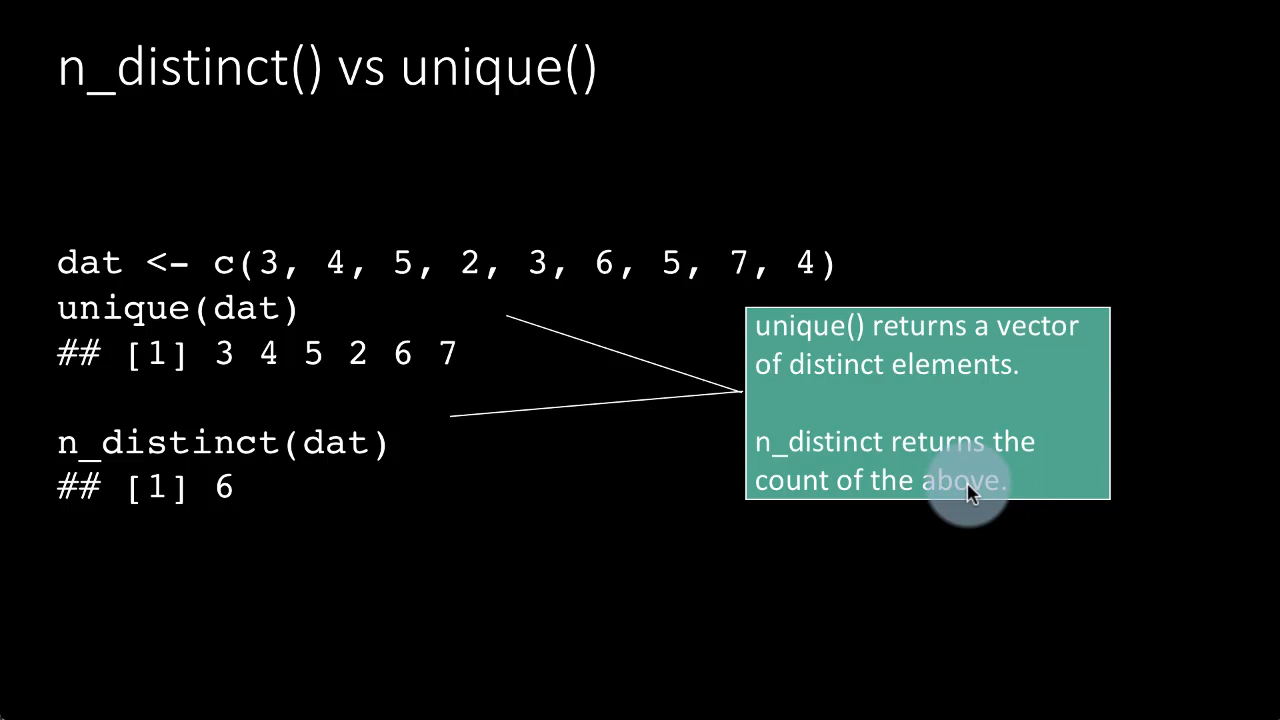 n_distinct() vs unique()
dat <- c(3, 4, 5, 2, 3, 6, 5, 7, 4)
unique(dat)
## [1] 3 4 5 2 6 7
n_distinct(dat)
## [1] 6
unique() returns a vector
of distinct elements.
n_distinct returns the
count of the above.